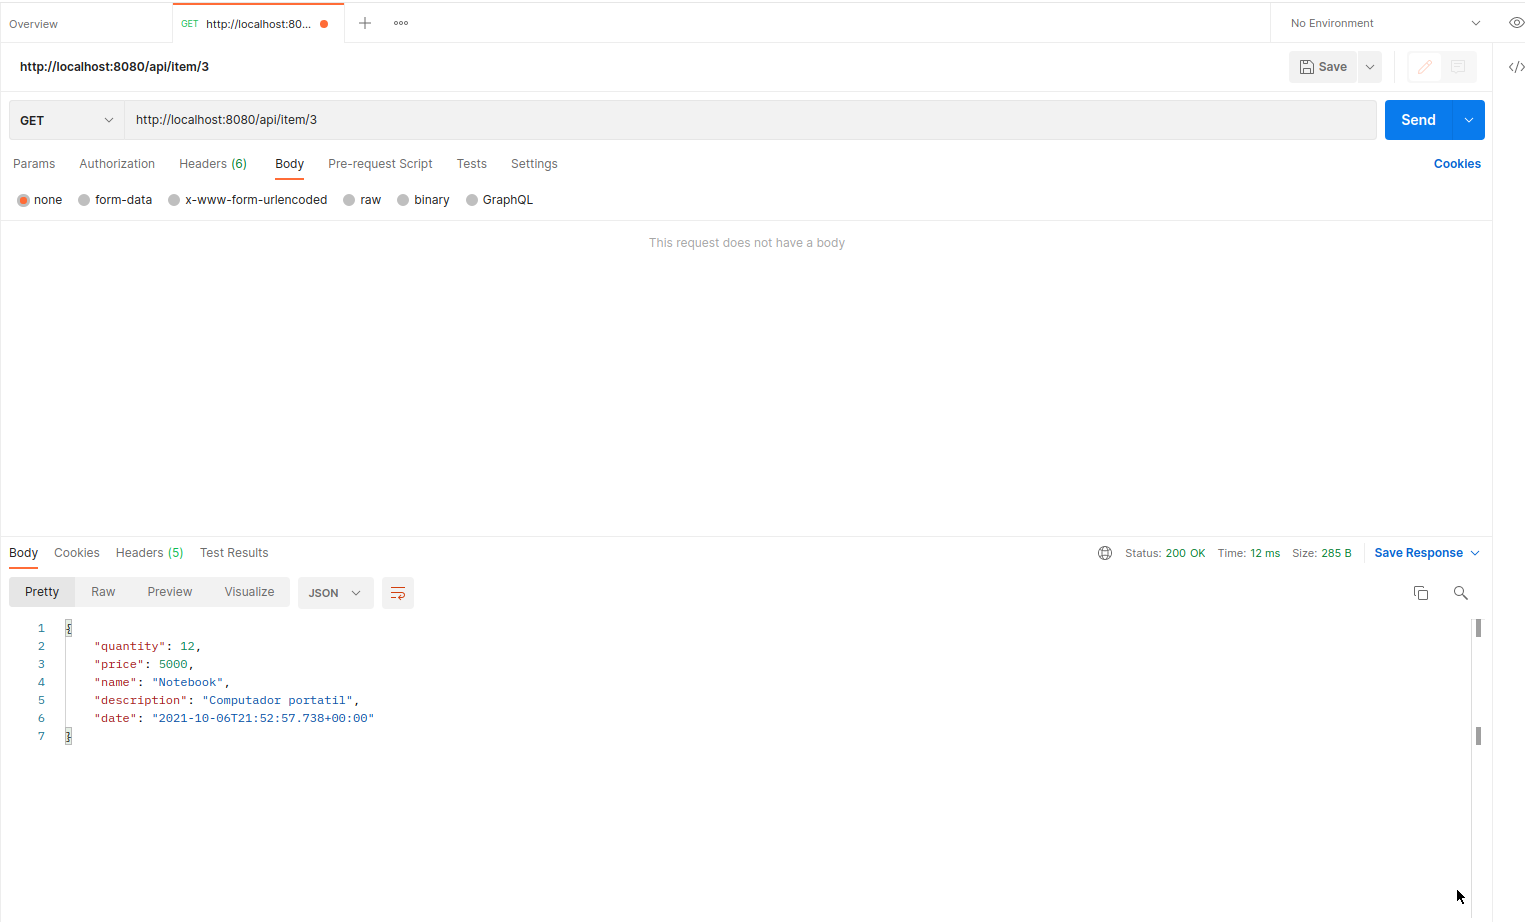 Overview GET http://localhost:80... No Environment
http://localhost:8080/api/item/3 Save
GET http://localhost:8080/api/item/3 Send
Params Authorization Headers (6) Body Pre-request Script Tests Settings Cookies
none form-data x-www-form-urlencoded raw binary GraphQL
This request does not have a body
Body Cookies Headers (5) Test Results Status: 200 OK Time: 12 ms Size: 285 B Save Response
Pretty Raw Preview Visualize JSON
1 {
2 "quantity": 12,
3 "price": 5000,
4 "name": "Notebook",
5 "description": "Computador portatil",
6 "date": "2021-10-06T21:52:57.738+00:00"
7 }